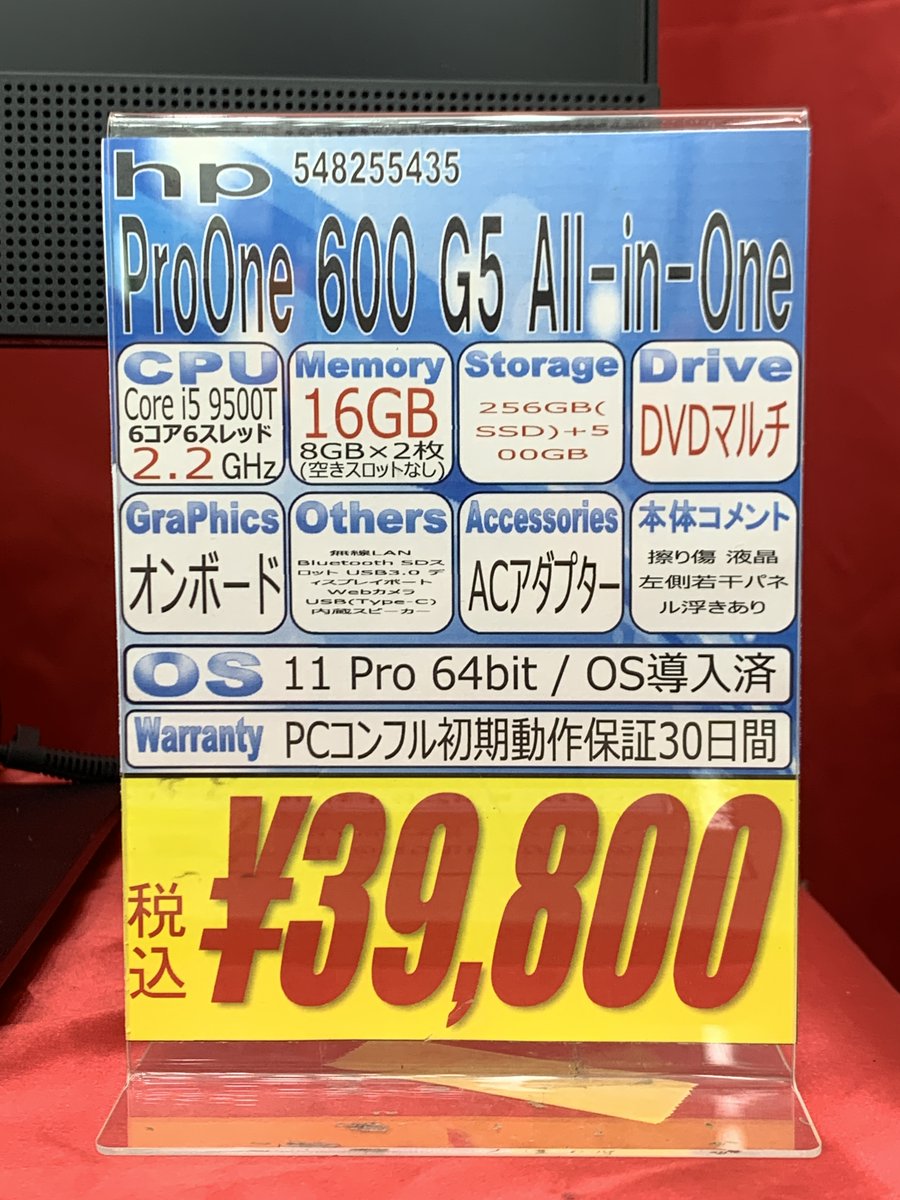 hp 548255435
ProOne 600 G5 All-in-One
CPU
Core i5 9500T
6コア6スレッド
2.2GHz
Memory
16GB
8GB×2枚
(空きスロットなし)
Storage
256GB(
SSD)+5
00GB
Drive
DVDマルチ
GraPhics
オンボード
Others
無線LAN
Bluetooth SDス
ロット USB3.0 デ
ィスプレイポート
Webカメラ
USB(Type-C)
内蔵スピーカー
Accessories
ACアダプター
本体コメント
擦り傷 液晶
左側若干パネ
ル浮きあり
OS 11 Pro 64bit / OS導入済
Warranty PCコンフル初期動作保証30日間
税込 ¥39,800